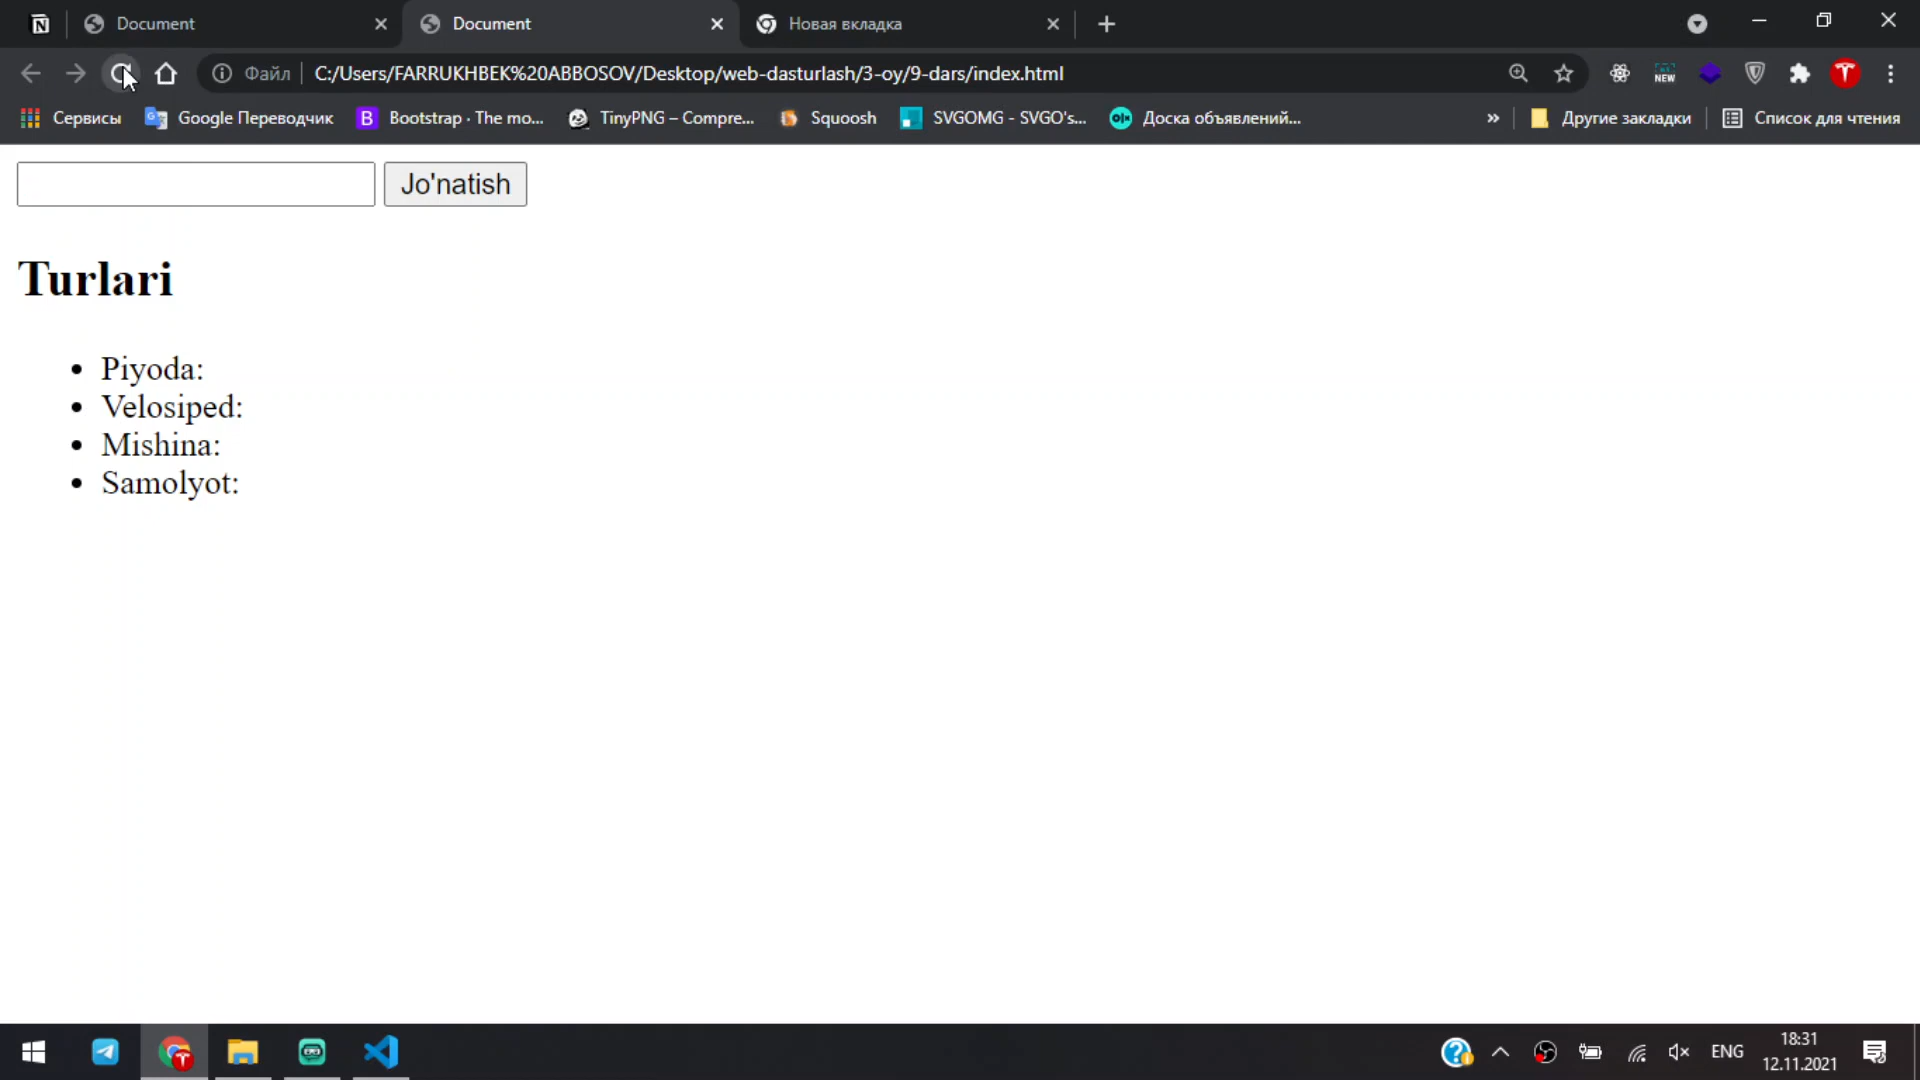 Document
Document
Новая вкладка
Файл
C:/Users/FARRUKHBEK%20ABBOSOV/Desktop/web-dasturlash/3-oy/9-dars/index.html
NEW
Сервисы
Google Переводчик
Bootstrap · The mo...
TinyPNG – Compre...
Squoosh
SVGOMG - SVGO's...
Доска объявлений...
»
Другие закладки
Список для чтения
Jo'natish
Turlari
Piyoda:
Velosiped:
Mishina:
Samolyot:
ENG
18:31
12.11.2021